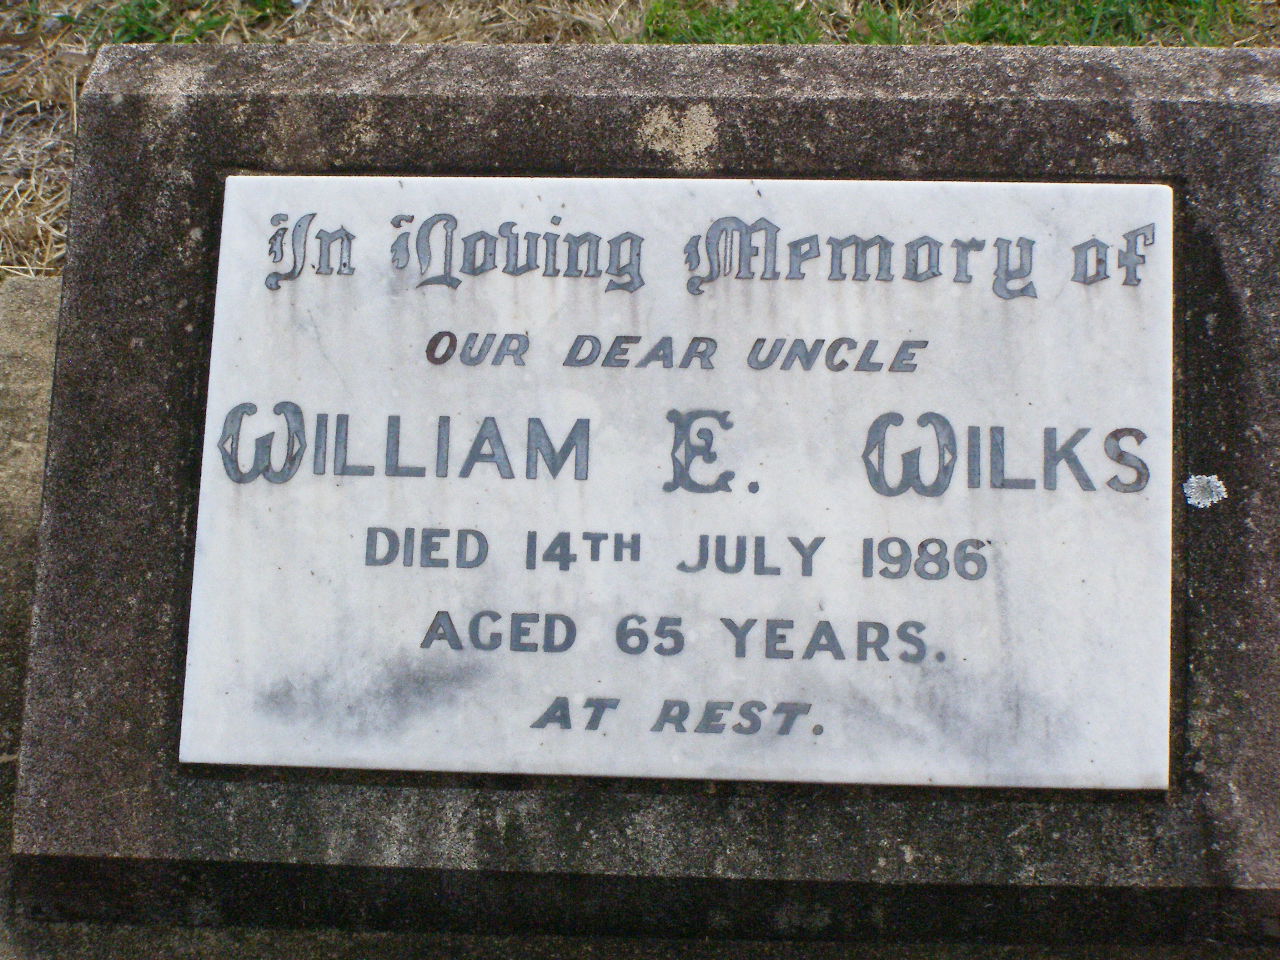 In Loving Memory of
OUR DEAR UNCLE
WILLIAM E. WILKS
DIED 14TH JULY 1986
AGED 65 YEARS.
AT REST.